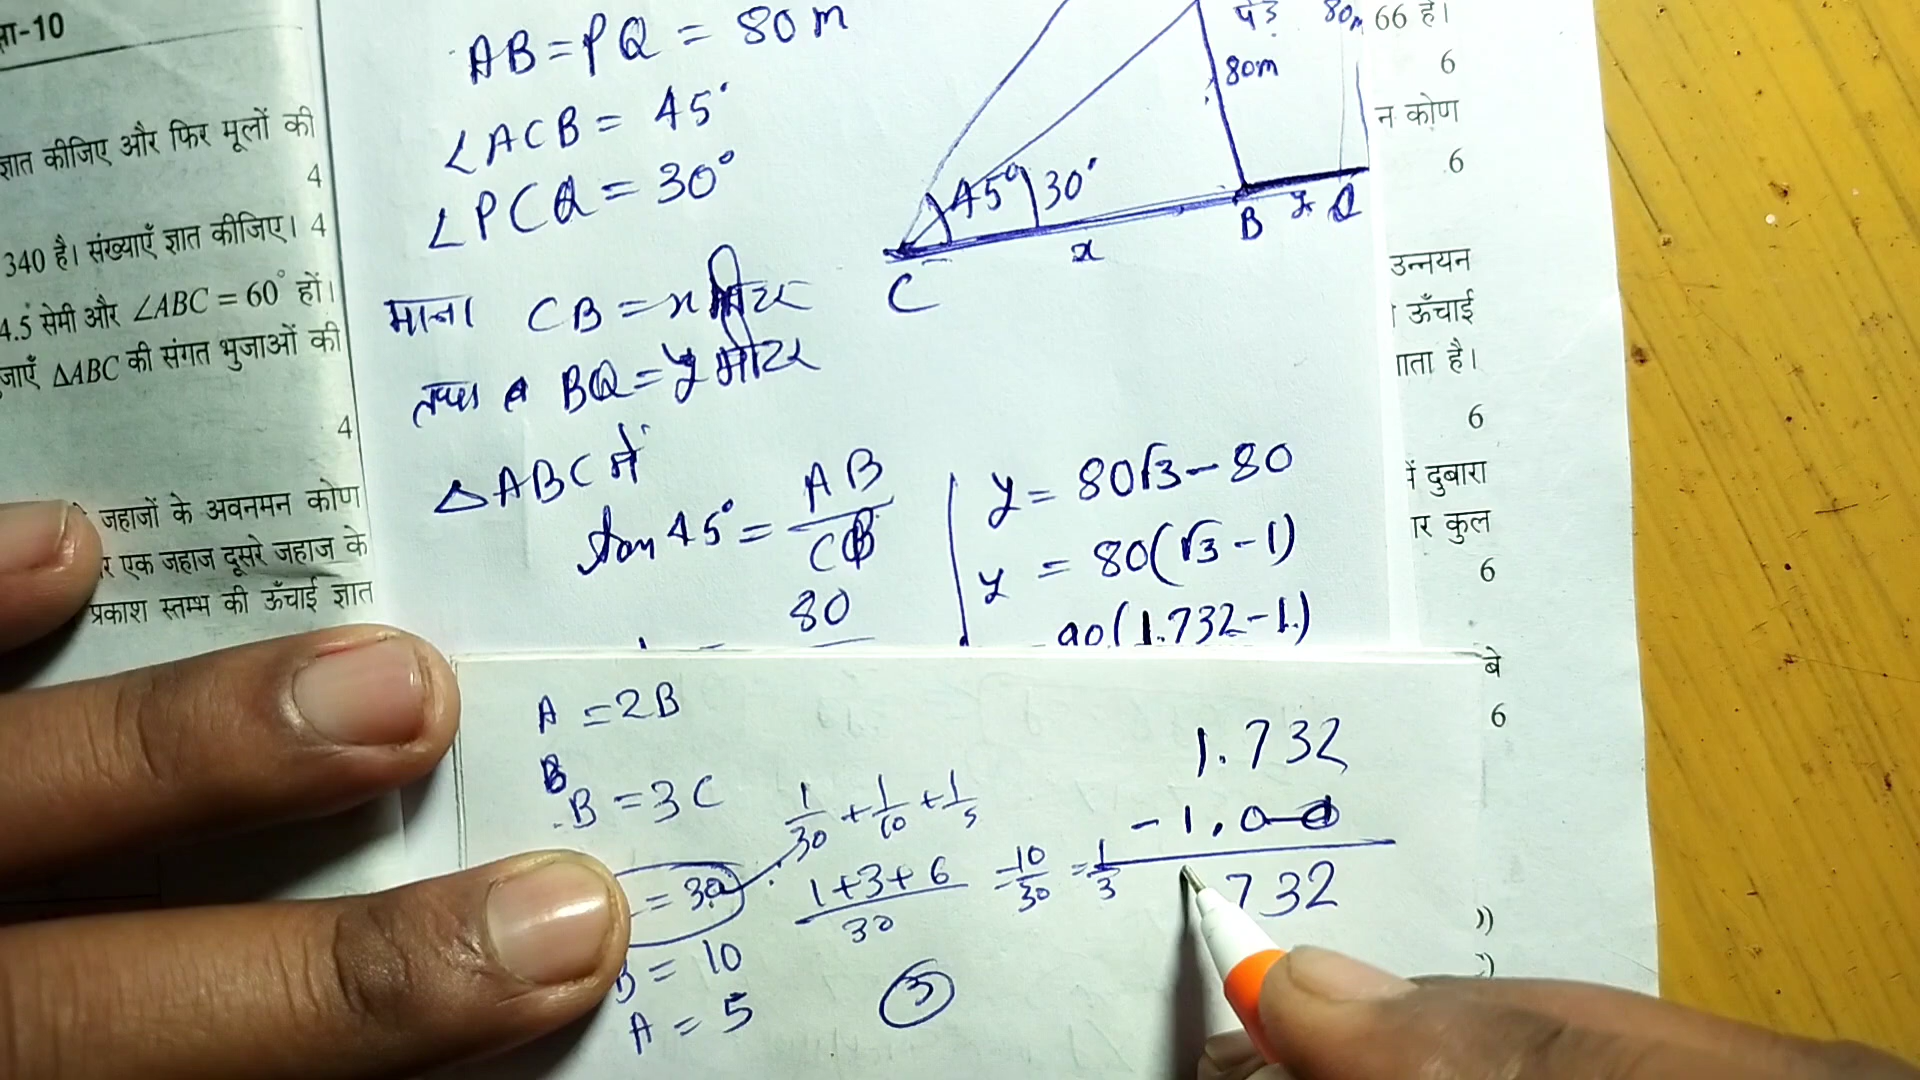 -10
ज्ञात कीजिए और फिर मूलों की
4
340 है। संख्याएँ ज्ञात कीजिए। 4
4.5 सेमी और ∠ABC = 60° हों।
ΔABC की संगत भुजाओं की
4
जहाजों के अवनमन कोण
एक जहाज दूसरे जहाज के
प्रकाश स्तम्भ की ऊँचाई ज्ञात
AB = PQ = 80 m
∠ACB = 45°
∠PCQ = 30°
माना CB = x मीटर
तथा BQ = y मीटर
ΔABC में
tan 45° = AB / CB
80
80m
80m
45°
30°
B
y
Q
x
C
y = 80√3 - 80
y = 80(√3 - 1)
(1.732 - 1.)
66 है।
6
न कोण
6
उन्नयन
ऊँचाई
6
दुबारा
कुल
6
6
A = 2B
B = 3C
= 30
B = 10
A = 5
1/30 + 1/10 + 1/5
1+3+6 / 30 = 10/30 = 1/3
3
1.732
- 1.0
732